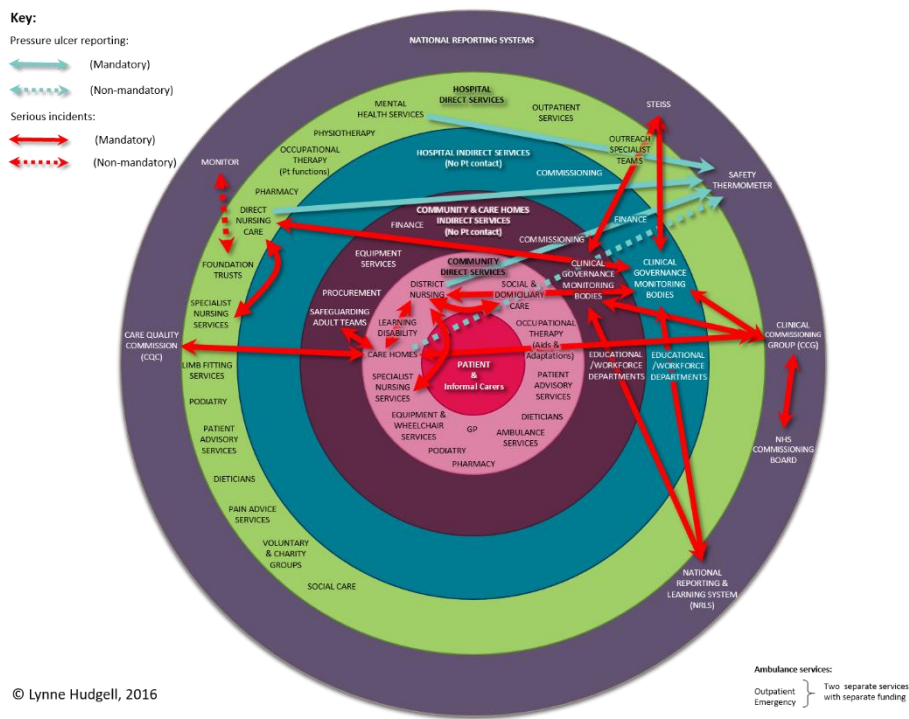 Key:
Pressure ulcer reporting:
(Mandatory)
(Non-mandatory)
Serious incidents:
(Mandatory)
(Non-mandatory)
NATIONAL REPORTING SYSTEMS
HOSPITAL
DIRECT SERVICES
MENTAL
HEALTH SERVICES
OUTPATIENT
SERVICES
STEISS
PHYSIOTHERAPY
OUTREACH
SPECIALIST
TEAMS
OCCUPATIONAL
THERAPY
(Pt functions)
HOSPITAL INDIRECT SERVICES
(No Pt contact)
MONITOR
COMMISSIONING
SAFETY
THERMOMETER
PHARMACY
DIRECT
NURSING
CARE
COMMUNITY & CARE HOMES
INDIRECT SERVICES
(No Pt contact)
FINANCE
FINANCE
COMMISSIONING
EQUIPMENT
SERVICES
COMMUNITY
DIRECT SERVICES
CLINICAL
GOVERNANCE
MONITORING
BODIES
CLINICAL
GOVERNANCE
MONITORING
BODIES
FOUNDATION
TRUSTS
DISTRICT
NURSING
SOCIAL &
DOMICILIARY
CARE
PROCUREMENT
SPECIALIST
NURSING
SERVICES
SAFEGUARDING
ADULT TEAMS
LEARNING
DISABILITY
OCCUPATIONAL
THERAPY
(Aids &
Adaptations)
CARE QUALITY
COMMISSION
(CQC)
CARE HOMES
CLINICAL
COMMISSIONING
GROUP (CCG)
EDUCATIONAL
/WORKFORCE
DEPARTMENTS
EDUCATIONAL
/WORKFORCE
DEPARTMENTS
PATIENT
&
Informal Carers
LIMB FITTING
SERVICES
SPECIALIST
NURSING
SERVICES
PATIENT
ADVISORY
SERVICES
PODIATRY
EQUIPMENT &
WHEELCHAIR
SERVICES
GP
DIETICIANS
AMBULANCE
SERVICES
PATIENT
ADVISORY
SERVICES
PODIATRY
PHARMACY
NHS
COMMISSIONING
BOARD
DIETICIANS
PAIN ADVICE
SERVICES
VOLUNTARY
& CHARITY
GROUPS
SOCIAL CARE
NATIONAL
REPORTING &
LEARNING SYSTEM
(NRLS)
© Lynne Hudgell, 2016
Ambulance services:
Outpatient
Emergency
Two separate services
with separate funding